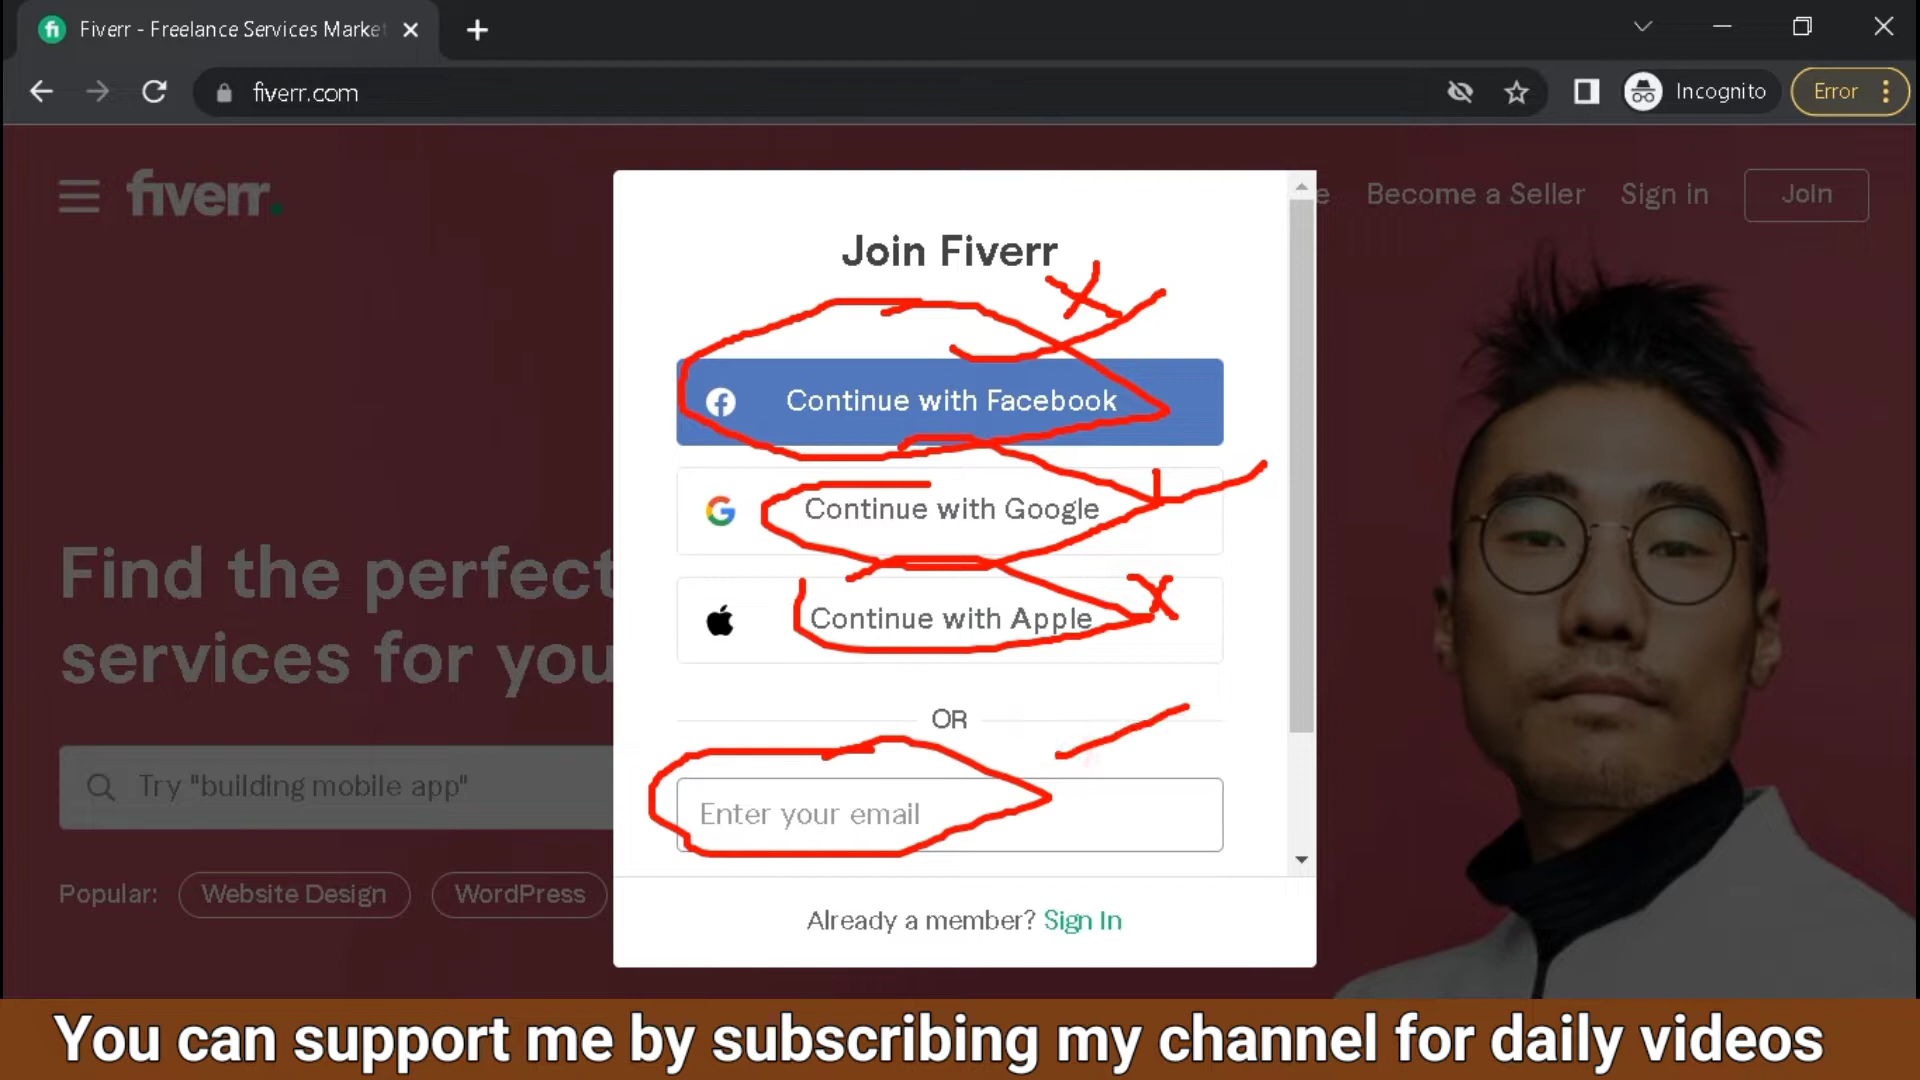 Fiverr - Freelance Services Market
fiverr.com
Incognito
Error
fiverr.
Become a Seller
Sign in
Join
Join Fiverr
Continue with Facebook
Continue with Google
Continue with Apple
OR
Enter your email
Already a member? Sign In
Find the perfect
services for you
Try "building mobile app"
Popular:
Website Design
WordPress
You can support me by subscribing my channel for daily videos